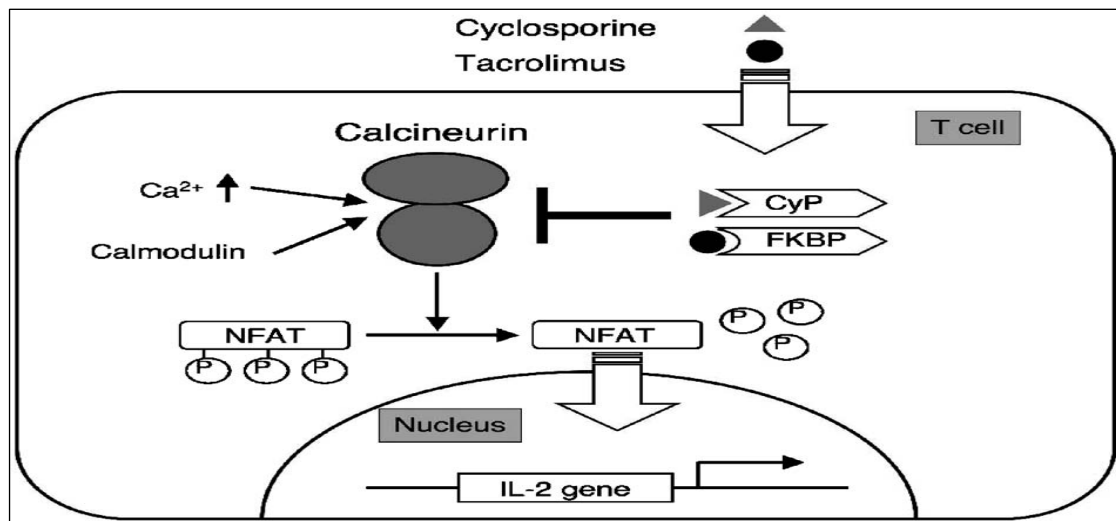 Cyclosporine
Tacrolimus
T cell
Calcineurin
Ca²⁺
CyP
FKBP
Calmodulin
NFAT
P P P
NFAT
P P P
Nucleus
IL-2 gene